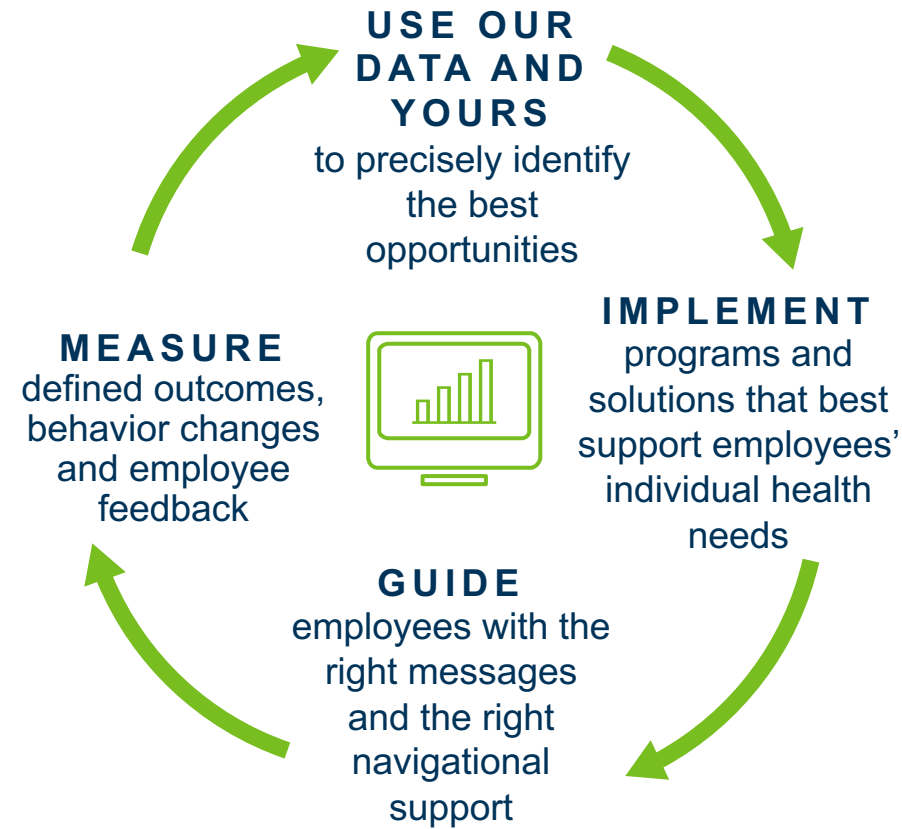 USE OUR
DATA AND
YOURS
to precisely identify
the best
opportunities
IMPLEMENT
programs and
solutions that best
support employees’
individual health
needs
GUIDE
employees with the
right messages
and the right
navigational
support
MEASURE
defined outcomes,
behavior changes
and employee
feedback